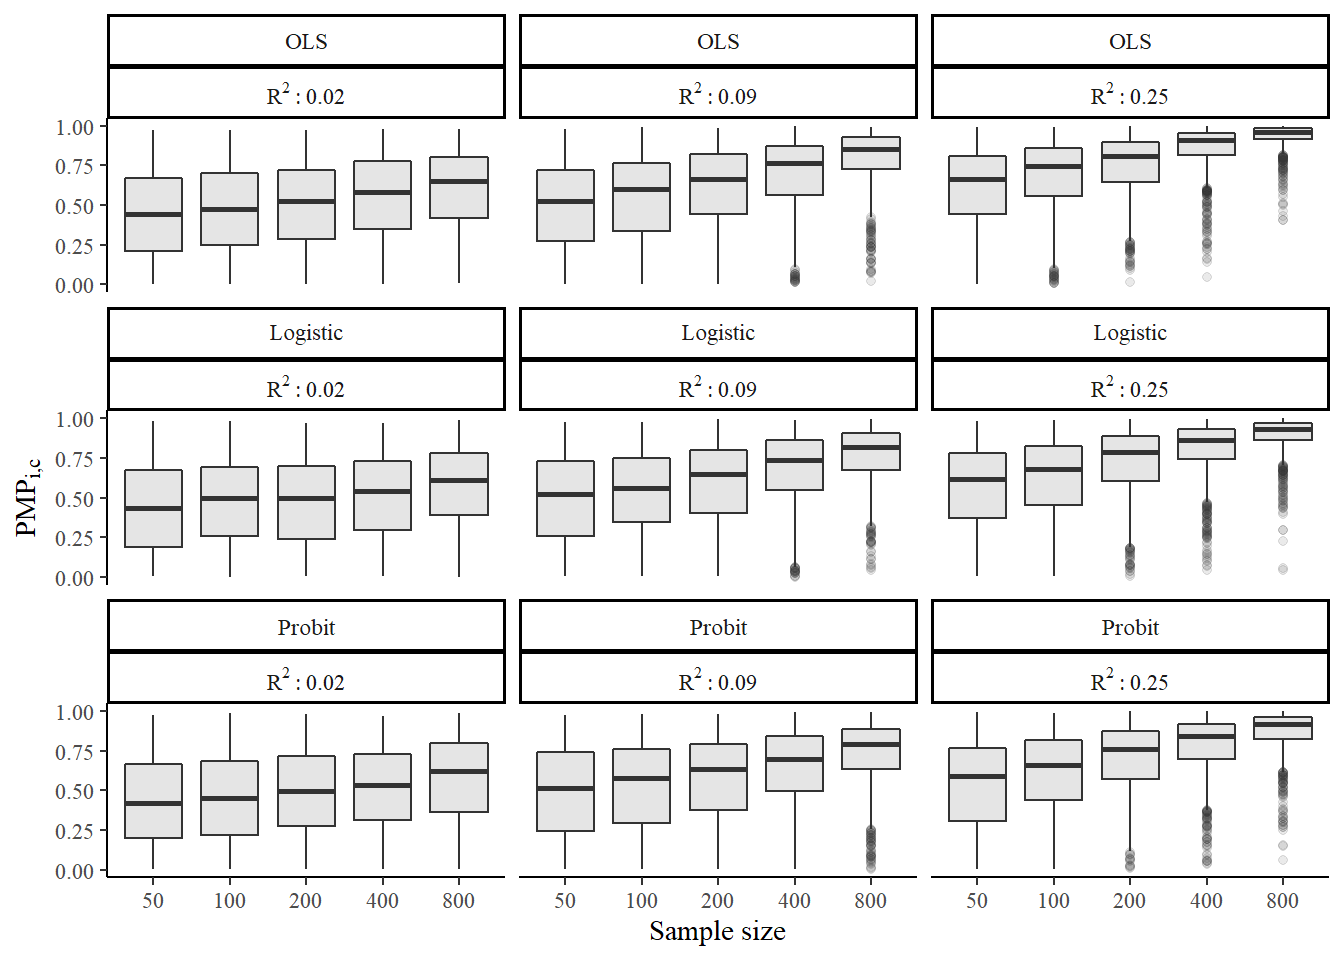 OLS OLS OLS
R² : 0.02 R² : 0.09 R² : 0.25
1.00
0.75
0.50
0.25
0.00
Logistic Logistic Logistic
R² : 0.02 R² : 0.09 R² : 0.25
1.00
0.75
0.50
0.25
0.00
PMPi,c
Probit Probit Probit
R² : 0.02 R² : 0.09 R² : 0.25
1.00
0.75
0.50
0.25
0.00
50 100 200 400 800 50 100 200 400 800 50 100 200 400 800
Sample size